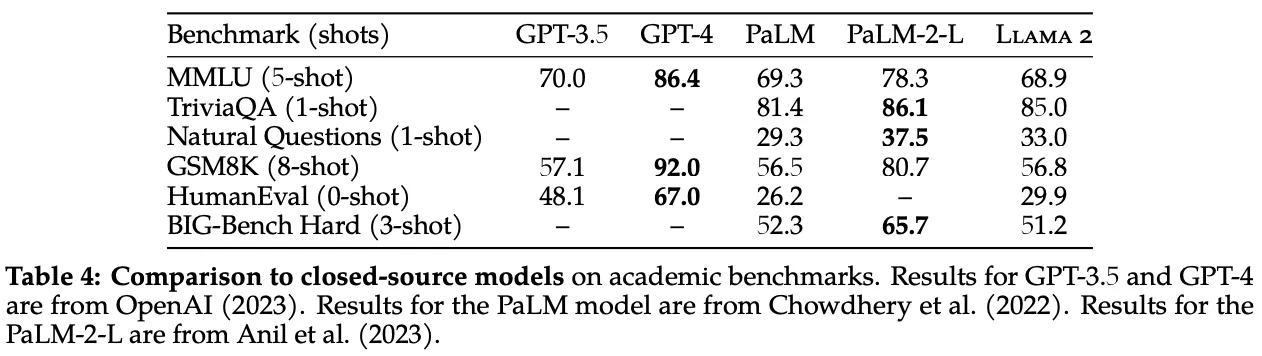 Benchmark (shots) GPT-3.5 GPT-4 PaLM PaLM-2-L LLAMA 2
MMLU (5-shot) 70.0 86.4 69.3 78.3 68.9
TriviaQA (1-shot) – – 81.4 86.1 85.0
Natural Questions (1-shot) – – 29.3 37.5 33.0
GSM8K (8-shot) 57.1 92.0 56.5 80.7 56.8
HumanEval (0-shot) 48.1 67.0 26.2 – 29.9
BIG-Bench Hard (3-shot) – – 52.3 65.7 51.2
Table 4: Comparison to closed-source models on academic benchmarks. Results for GPT-3.5 and GPT-4
are from OpenAI (2023). Results for the PaLM model are from Chowdhery et al. (2022). Results for the
PaLM-2-L are from Anil et al. (2023).